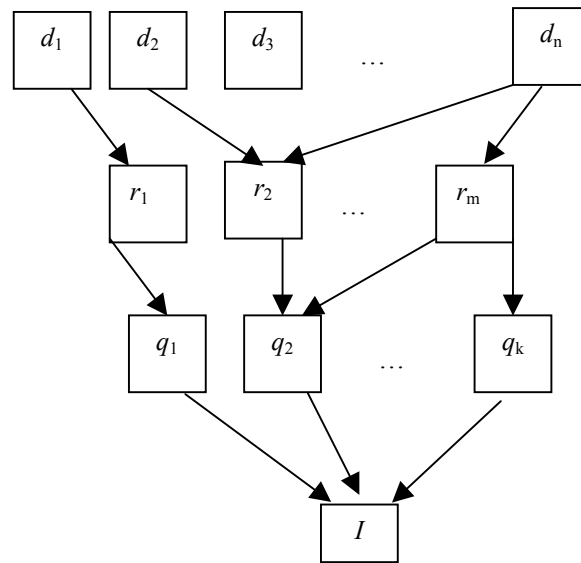 d₁ d₂ d₃ … dₙ
r₁ r₂ … rₘ
q₁ q₂ … qₖ
I